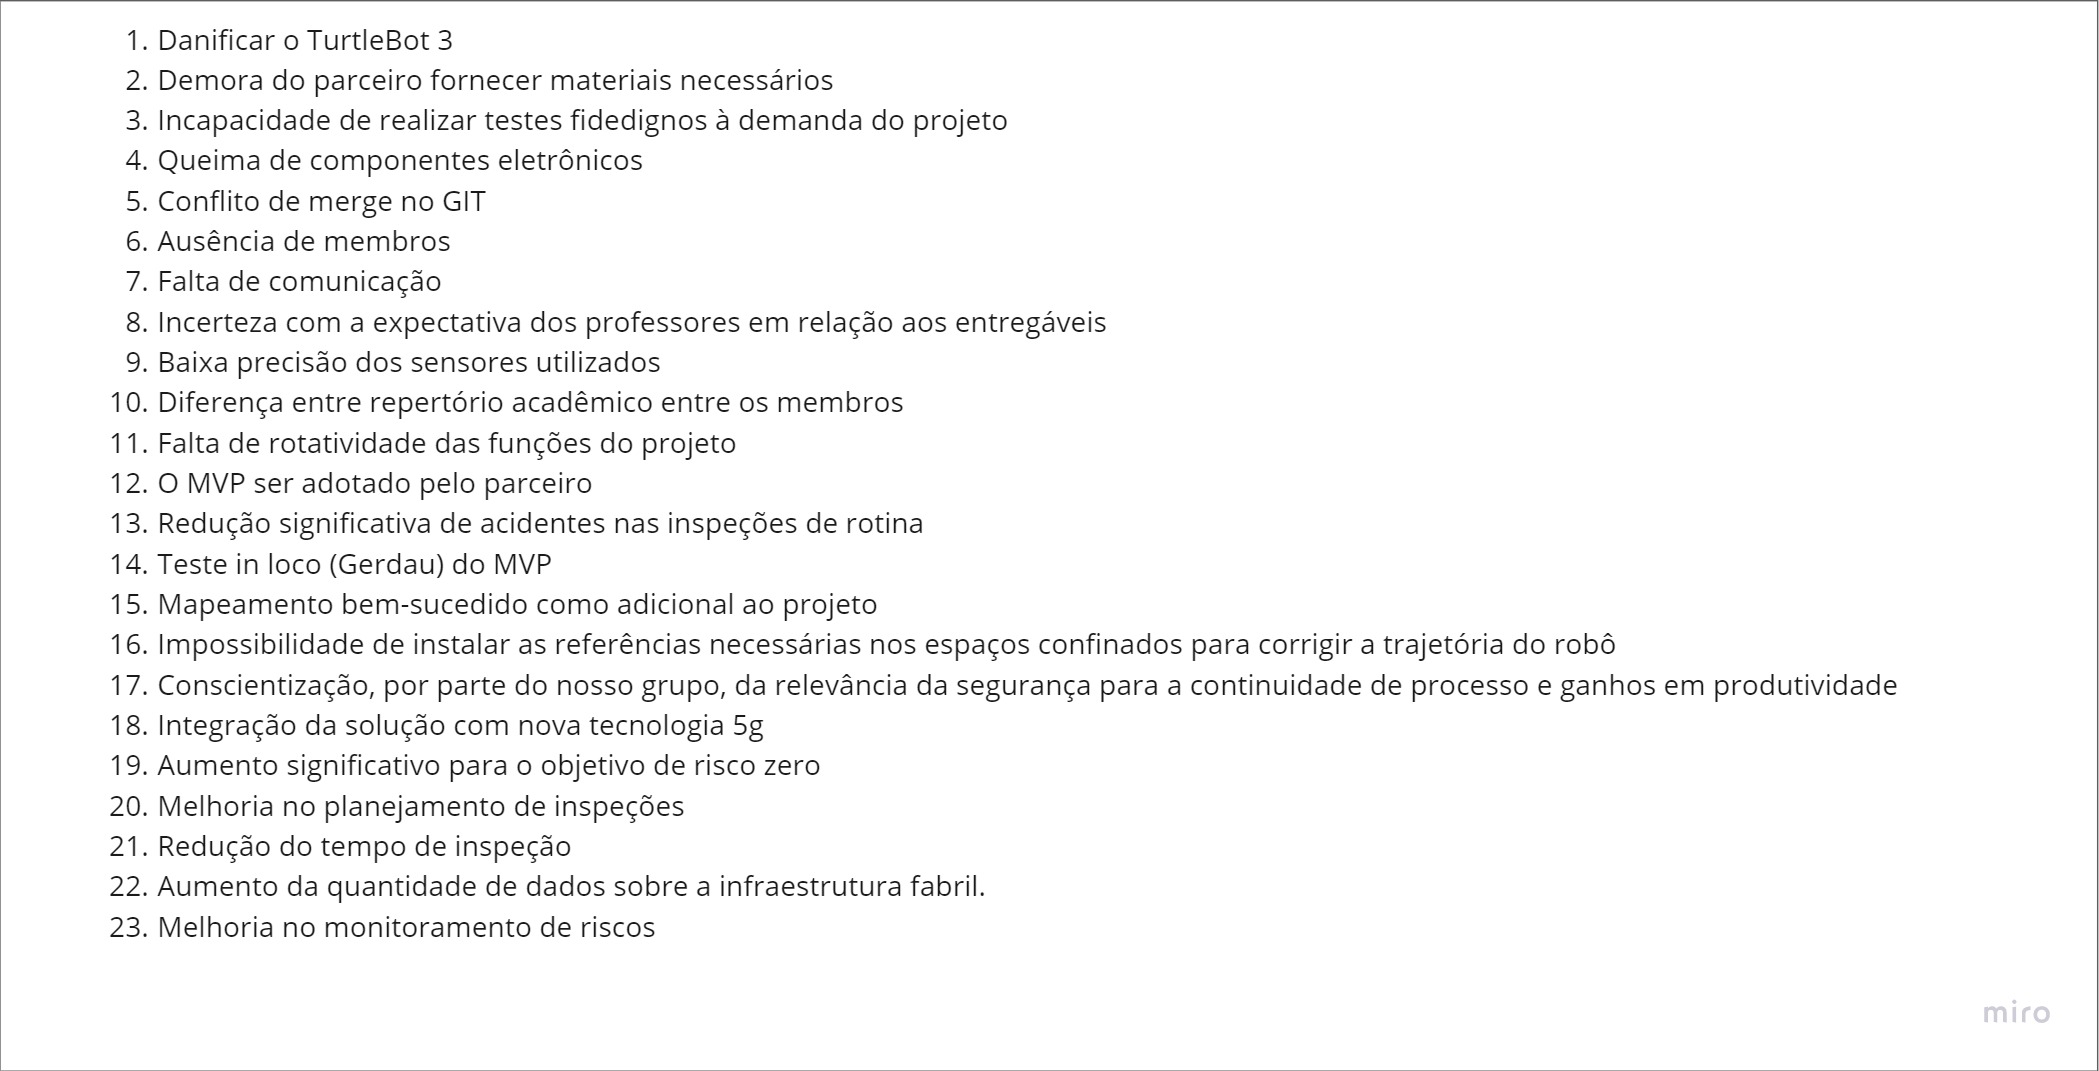 1. Danificar o TurtleBot 3
2. Demora do parceiro fornecer materiais necessários
3. Incapacidade de realizar testes fidedignos à demanda do projeto
4. Queima de componentes eletrônicos
5. Conflito de merge no GIT
6. Ausência de membros
7. Falta de comunicação
8. Incerteza com a expectativa dos professores em relação aos entregáveis
9. Baixa precisão dos sensores utilizados
10. Diferença entre repertório acadêmico entre os membros
11. Falta de rotatividade das funções do projeto
12. O MVP ser adotado pelo parceiro
13. Redução significativa de acidentes nas inspeções de rotina
14. Teste in loco (Gerdau) do MVP
15. Mapeamento bem-sucedido como adicional ao projeto
16. Impossibilidade de instalar as referências necessárias nos espaços confinados para corrigir a trajetória do robô
17. Conscientização, por parte do nosso grupo, da relevância da segurança para a continuidade de processo e ganhos em produtividade
18. Integração da solução com nova tecnologia 5g
19. Aumento significativo para o objetivo de risco zero
20. Melhoria no planejamento de inspeções
21. Redução do tempo de inspeção
22. Aumento da quantidade de dados sobre a infraestrutura fabril.
23. Melhoria no monitoramento de riscos
miro